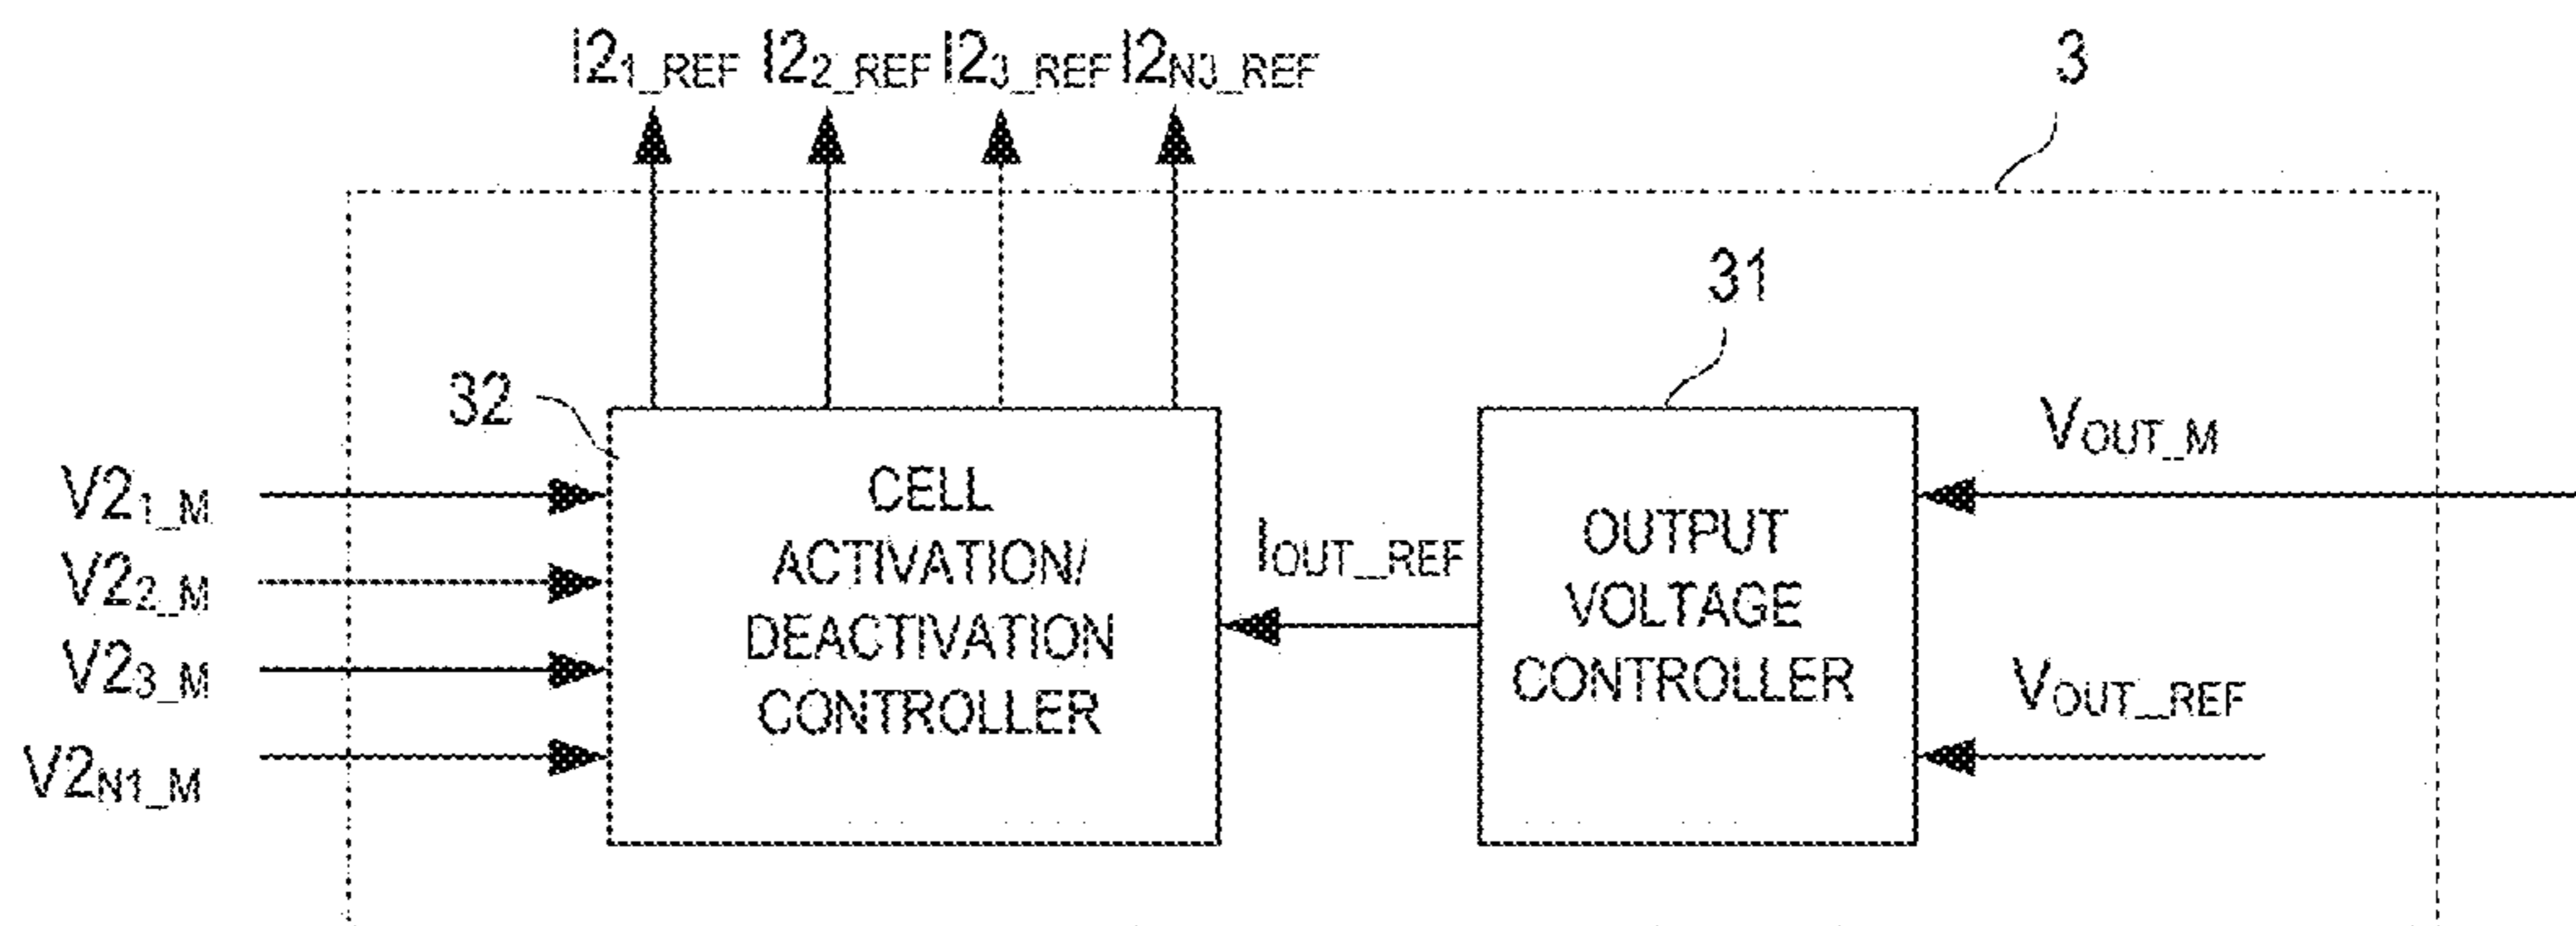 I21_REF I22_REF I23_REF I2N3_REF
3
31
32
V21_M
V22_M
V23_M
V2N1_M
CELL
ACTIVATION/
DEACTIVATION
CONTROLLER
IOUT_REF
OUTPUT
VOLTAGE
CONTROLLER
VOUT_M
VOUT_REF